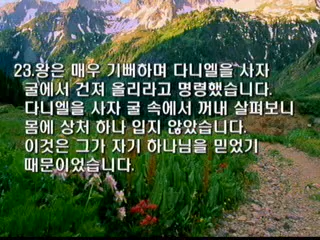 23.왕은 매우 기뻐하며 다니엘을 사자
굴에서 건져 올리라고 명령했습니다.
다니엘을 사자 굴 속에서 꺼내 살펴보니
몸에 상처 하나 입지 않았습니다.
이것은 그가 자기 하나님을 믿었기
때문이었습니다.